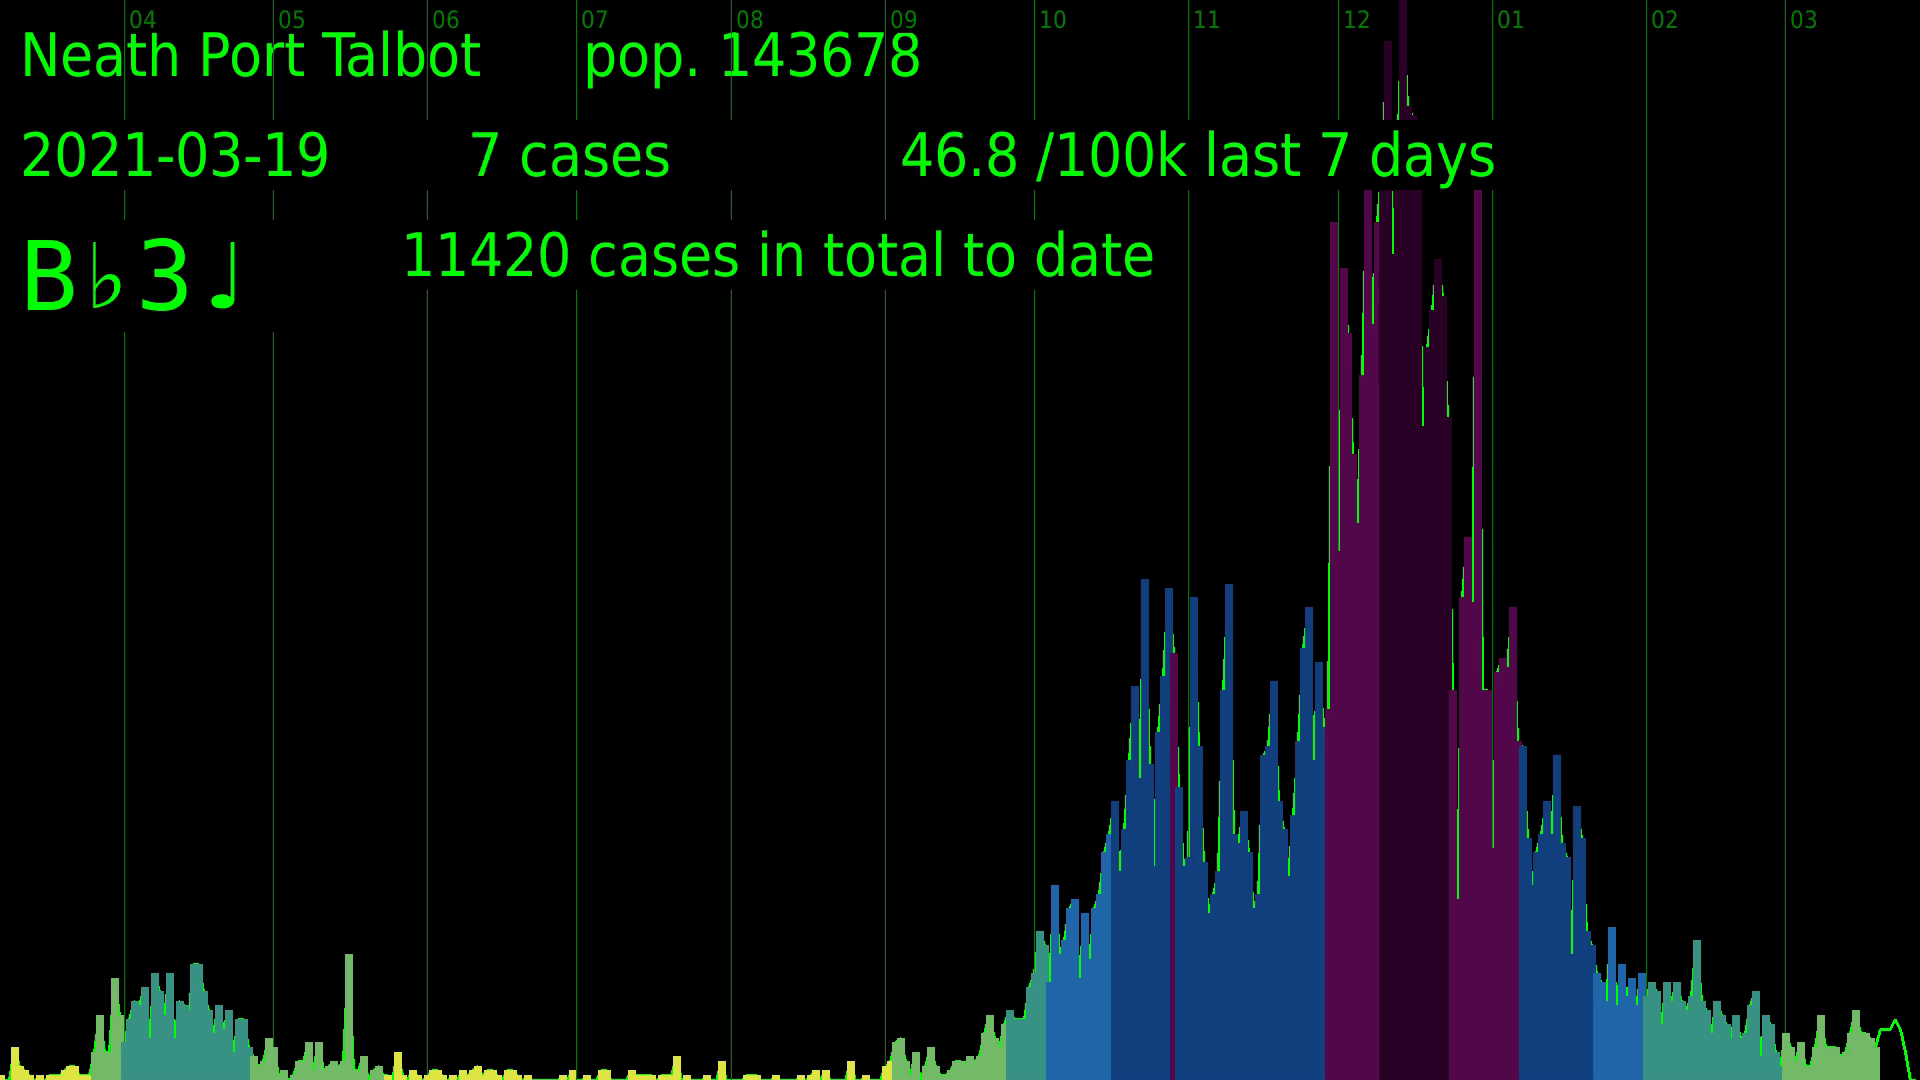 04 05 06 07 08 09 10 11 12 01 02 03
Neath Port Talbot pop. 143678
2021-03-19 7 cases 46.8 /100k last 7 days
B♭3♩ 11420 cases in total to date